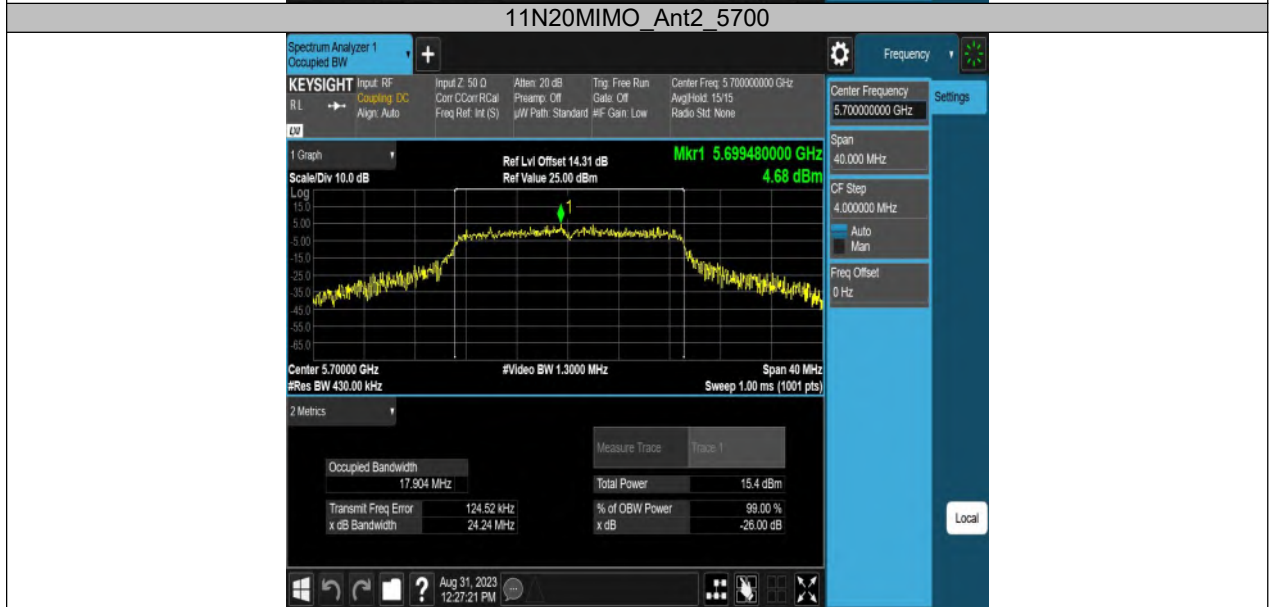 11N20MIMO_Ant2_5700
Spectrum Analyzer 1
Occupied BW
+
Frequency
KEYSIGHT Input: RF Input Z: 50 Ω Atten: 20 dB Trig: Free Run Center Freq: 5.700000000 GHz
RL Coupling: DC Corr CCorr RCal Preamp: Off Gate: Off Avg|Hold: 15/15
Align: Auto Freq Ref: Int (S) µW Path: Standard #IF Gain: Low Radio Std: None
LXI
Center Frequency
5.700000000 GHz
Settings
Span
40.000 MHz
CF Step
4.000000 MHz
Auto
Man
Freq Offset
0 Hz
Local
1 Graph
Ref Lvl Offset 14.31 dB Mkr1 5.699480000 GHz
Scale/Div 10.0 dB Ref Value 25.00 dBm 4.68 dBm
Log
15.0
5.00
-5.00
-15.0
-25.0
-35.0
-45.0
-55.0
-65.0
1
Center 5.70000 GHz #Video BW 1.3000 MHz Span 40 MHz
#Res BW 430.00 kHz Sweep 1.00 ms (1001 pts)
2 Metrics
Measure Trace Trace 1
Occupied Bandwidth
17.904 MHz Total Power 15.4 dBm
Transmit Freq Error 124.52 kHz % of OBW Power 99.00 %
x dB Bandwidth 24.24 MHz x dB -26.00 dB
? Aug 31, 2023
12:27:21 PM